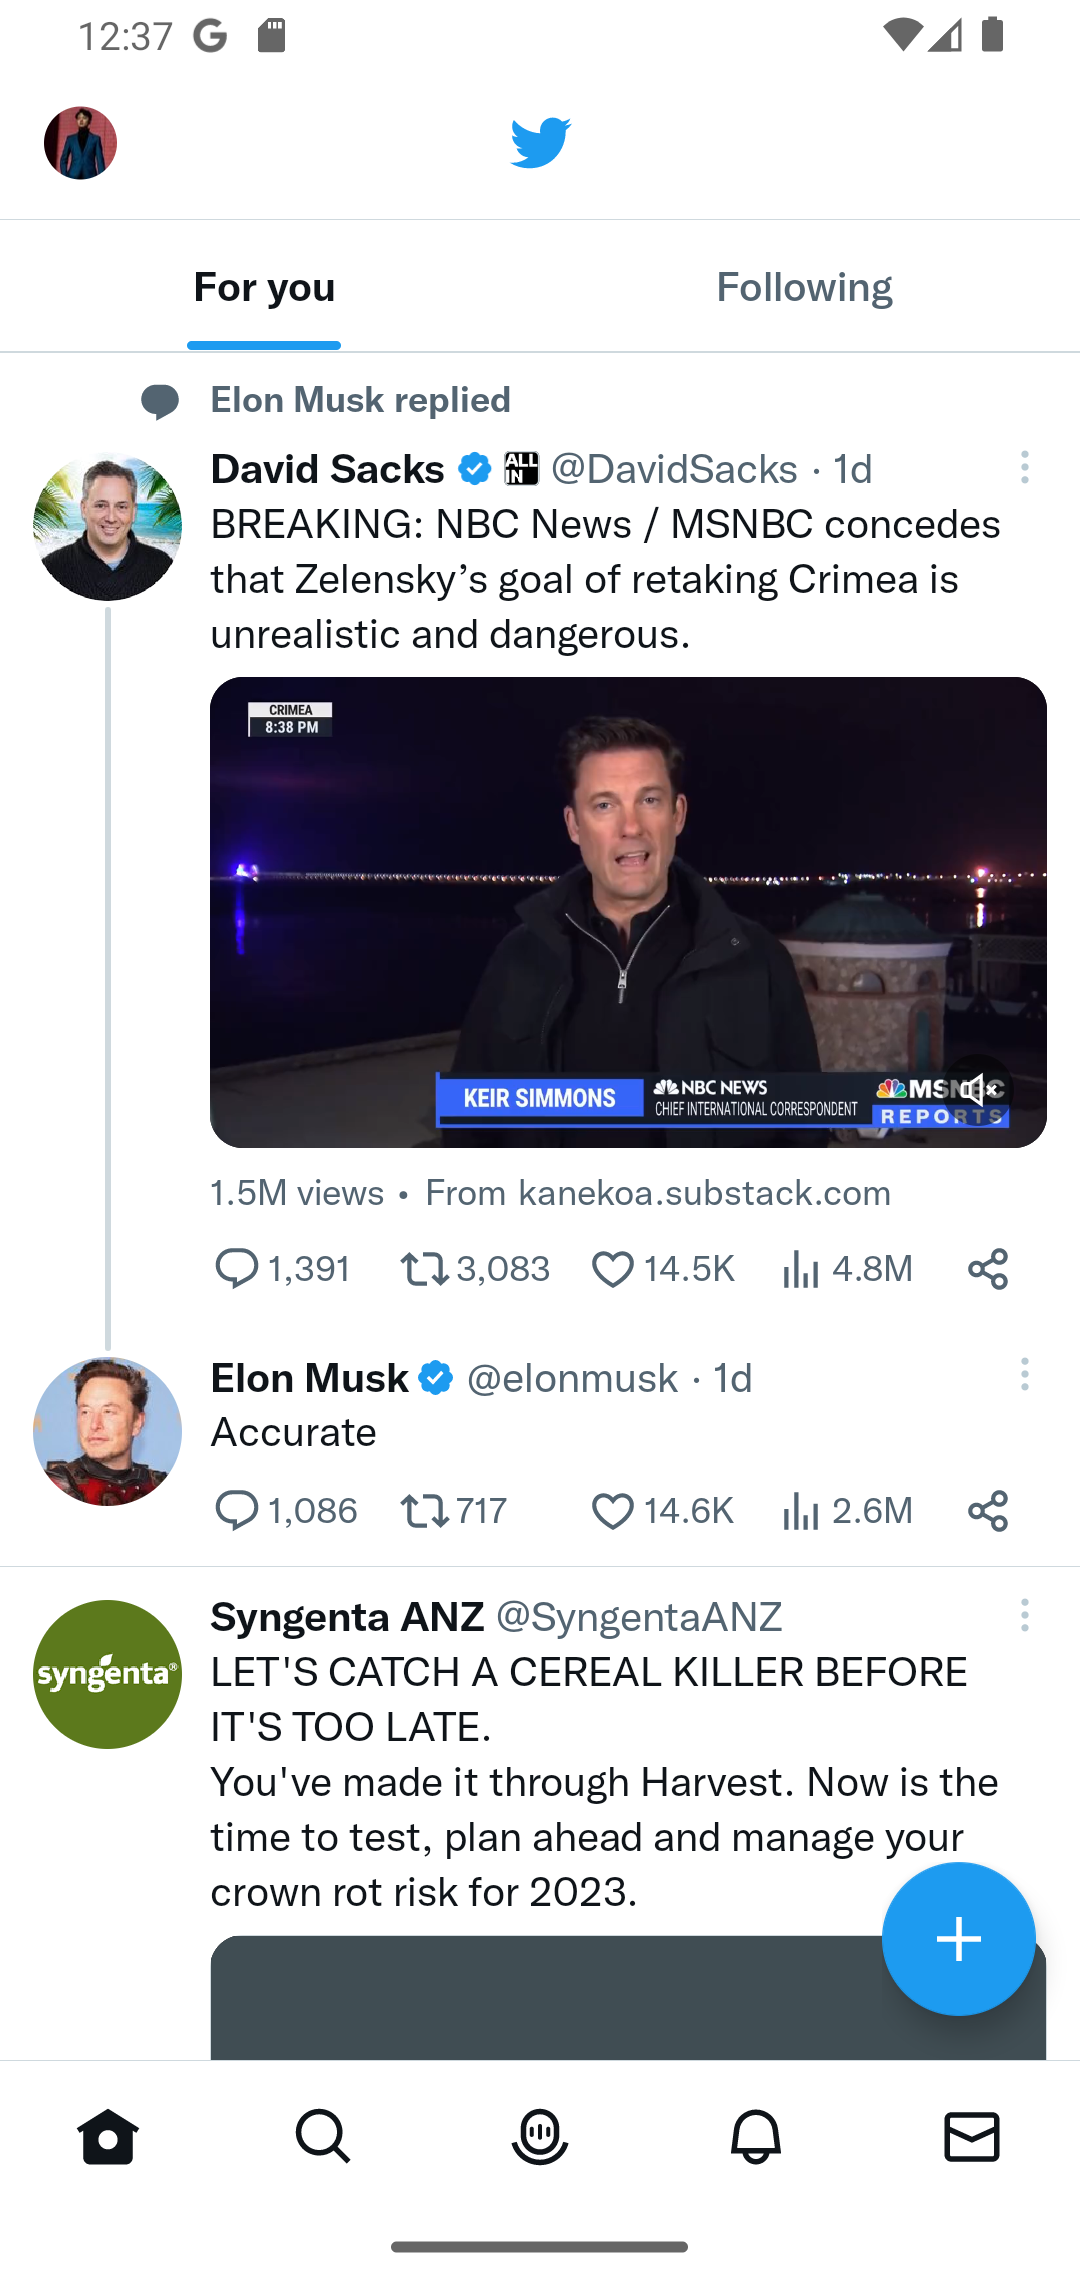 12:37
For you
Following
Elon Musk replied
David Sacks ALL IN @DavidSacks · 1d
BREAKING: NBC News / MSNBC concedes
that Zelensky’s goal of retaking Crimea is
unrealistic and dangerous.
CRIMEA
8:38 PM
KEIR SIMMONS
NBC NEWS
CHIEF INTERNATIONAL CORRESPONDENT
MSNBC
REPORTS
1.5M views • From kanekoa.substack.com
1,391 3,083 14.5K 4.8M
Elon Musk @elonmusk · 1d
Accurate
1,086 717 14.6K 2.6M
syngenta®
Syngenta ANZ @SyngentaANZ
LET'S CATCH A CEREAL KILLER BEFORE
IT'S TOO LATE.
You've made it through Harvest. Now is the
time to test, plan ahead and manage your
crown rot risk for 2023.